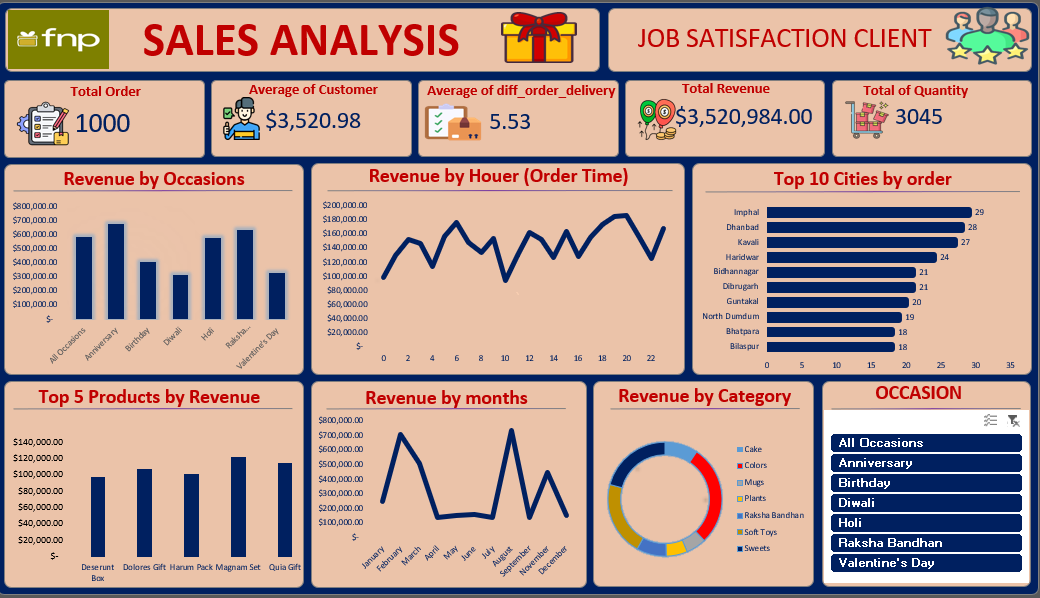 fnp
SALES ANALYSIS
JOB SATISFACTION CLIENT
Total Order
1000
Average of Customer
$3,520.98
Average of diff_order_delivery
5.53
Total Revenue
$3,520,984.00
Total of Quantity
3045
Revenue by Occasions
$800,000.00
$700,000.00
$600,000.00
$500,000.00
$400,000.00
$300,000.00
$200,000.00
$100,000.00
$-
All Occasions
Anniversary
Birthday
Diwali
Holi
Raksha...
Valentine's Day
Revenue by Houer (Order Time)
$200,000.00
$180,000.00
$160,000.00
$140,000.00
$120,000.00
$100,000.00
$80,000.00
$60,000.00
$40,000.00
$20,000.00
$-
0 2 4 6 8 10 12 14 16 18 20 22
Top 10 Cities by order
Imphal 29
Dhanbad 28
Kavali 27
Haridwar 24
Bidhannagar 21
Dibrugarh 21
Guntakal 20
North Dumdum 19
Bhatpara 18
Bilaspur 18
0 5 10 15 20 25 30 35
Top 5 Products by Revenue
$140,000.00
$120,000.00
$100,000.00
$80,000.00
$60,000.00
$40,000.00
$20,000.00
$-
Deserunt Box
Dolores Gift
Harum Pack
Magnam Set
Quia Gift
Revenue by months
$800,000.00
$700,000.00
$600,000.00
$500,000.00
$400,000.00
$300,000.00
$200,000.00
$100,000.00
$-
January
February
March
April
May
June
July
August
September
October
November
December
Revenue by Category
Cake
Colors
Mugs
Plants
Raksha Bandhan
Soft Toys
Sweets
OCCASION
All Occasions
Anniversary
Birthday
Diwali
Holi
Raksha Bandhan
Valentine's Day